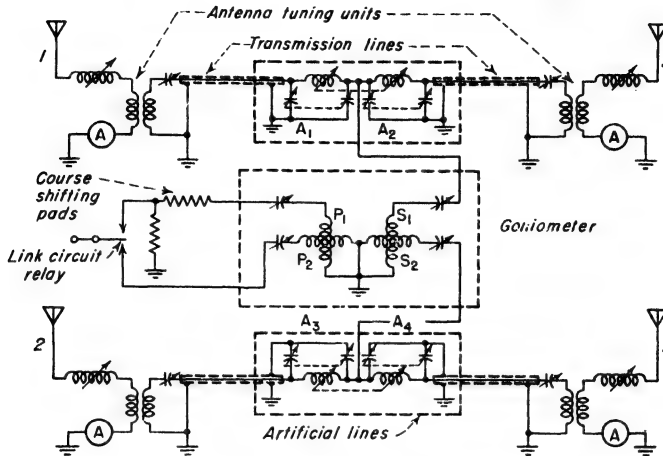 Antenna tuning units
1
Transmission lines
A
A₁
A₂
A
Course
shifting
pads
P₁
S₁
Goniometer
Link circuit
relay
P₂
S₂
A₃
A₄
2
A
Artificial lines
A